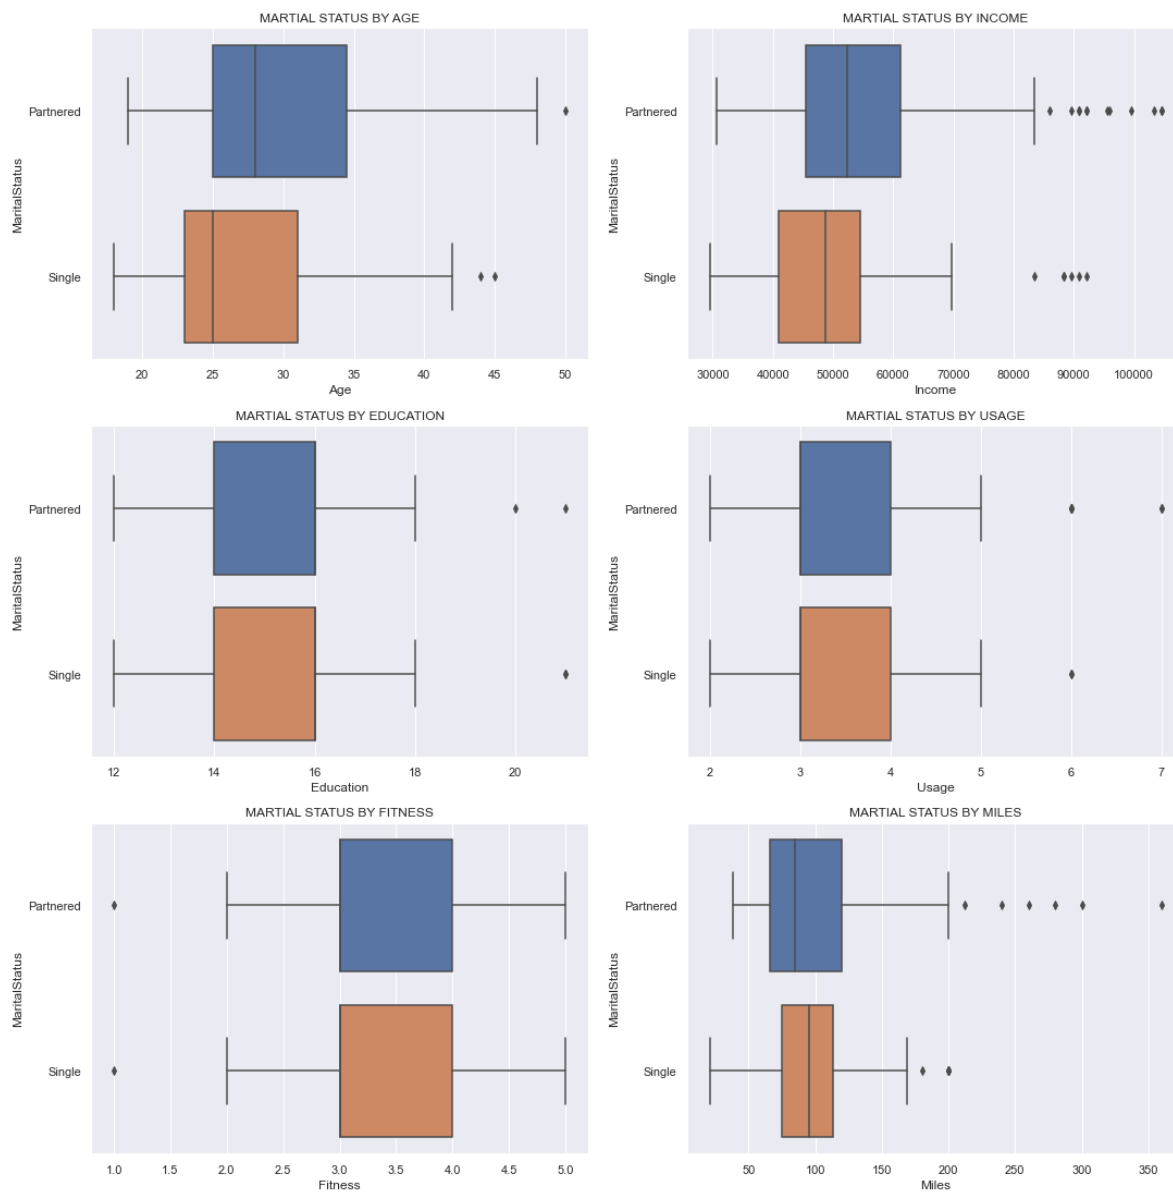 MARTIAL STATUS BY AGE
MaritalStatus
Partnered
Single
20 25 30 35 40 45 50
Age
MARTIAL STATUS BY INCOME
MaritalStatus
Partnered
Single
30000 40000 50000 60000 70000 80000 90000 100000
Income
MARTIAL STATUS BY EDUCATION
MaritalStatus
Partnered
Single
12 14 16 18 20
Education
MARTIAL STATUS BY USAGE
MaritalStatus
Partnered
Single
2 3 4 5 6 7
Usage
MARTIAL STATUS BY FITNESS
MaritalStatus
Partnered
Single
1.0 1.5 2.0 2.5 3.0 3.5 4.0 4.5 5.0
Fitness
MARTIAL STATUS BY MILES
MaritalStatus
Partnered
Single
50 100 150 200 250 300 350
Miles